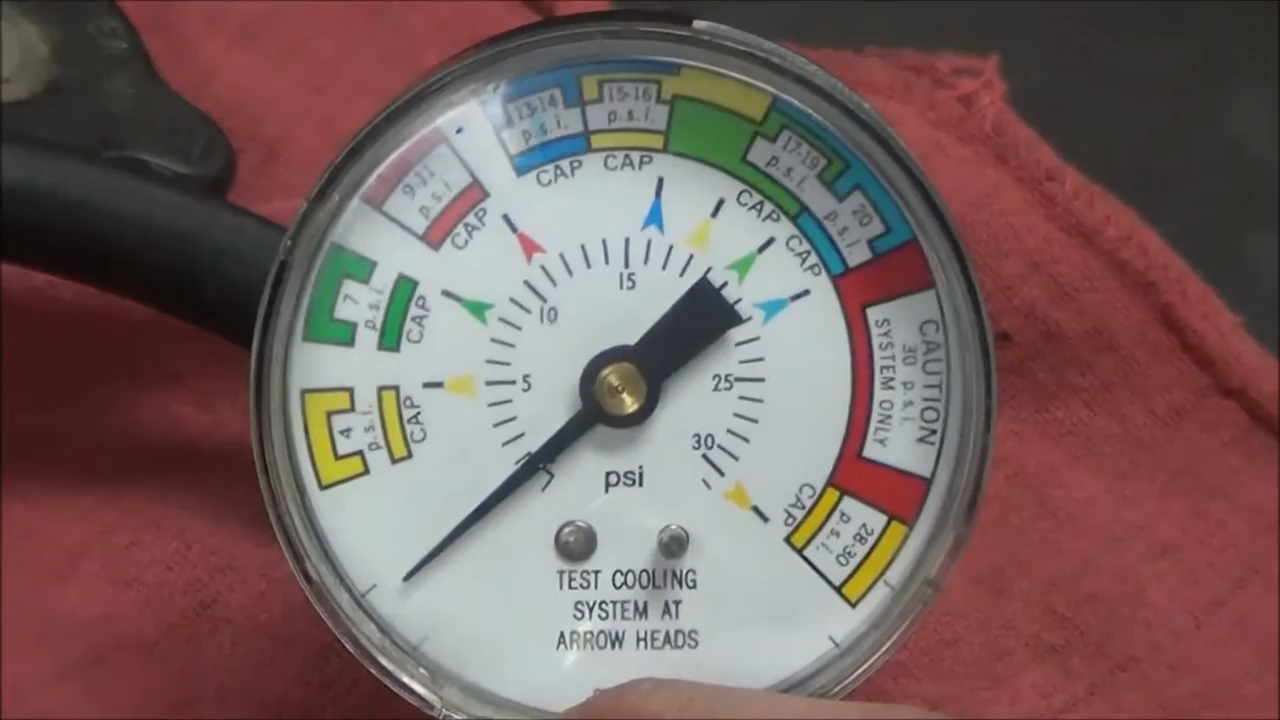 4
p.s.i.
CAP
7
p.s.i.
CAP
9-11
p.s.i.
CAP
13-14
p.s.i.
CAP
15-16
p.s.i.
CAP
17-19
p.s.i.
CAP
20
p.s.i.
CAP
CAUTION
30 p.s.i.
SYSTEM ONLY
28-30
p.s.i.
CAP
5
10
15
25
30
psi
TEST COOLING
SYSTEM AT
ARROW HEADS